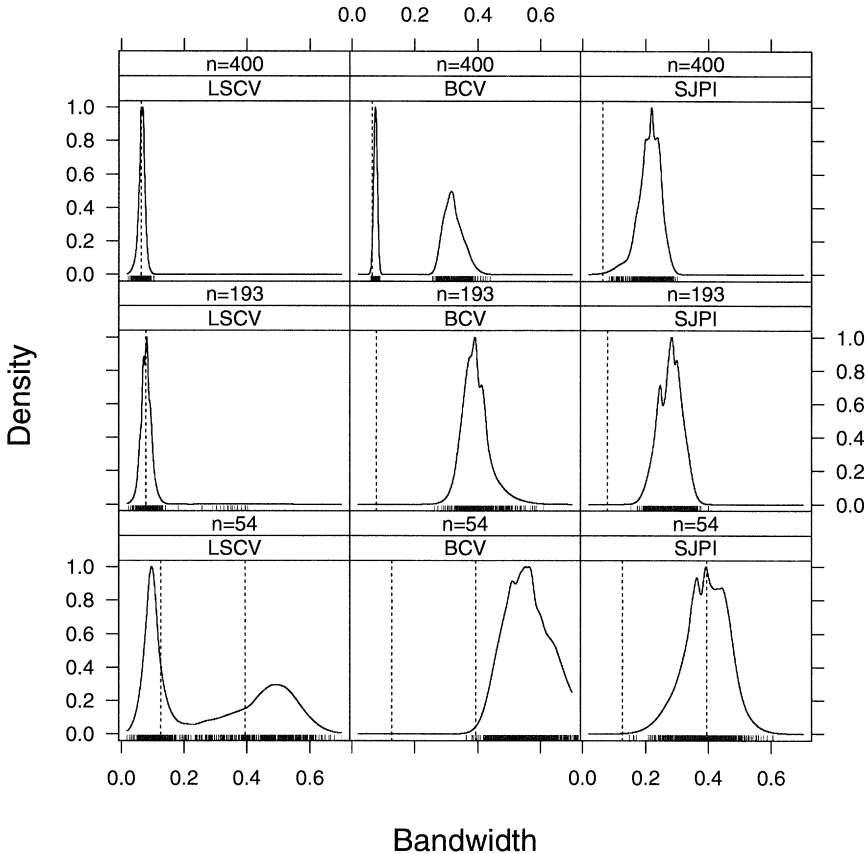 0.0 0.2 0.4 0.6
n=400 n=400 n=400
LSCV BCV SJPI
1.0
0.8
0.6
0.4
0.2
0.0
n=193 n=193 n=193
LSCV BCV SJPI
1.0
0.8
0.6
0.4
0.2
0.0
Density
n=54 n=54 n=54
LSCV BCV SJPI
1.0
0.8
0.6
0.4
0.2
0.0
0.0 0.2 0.4 0.6 0.0 0.2 0.4 0.6
Bandwidth